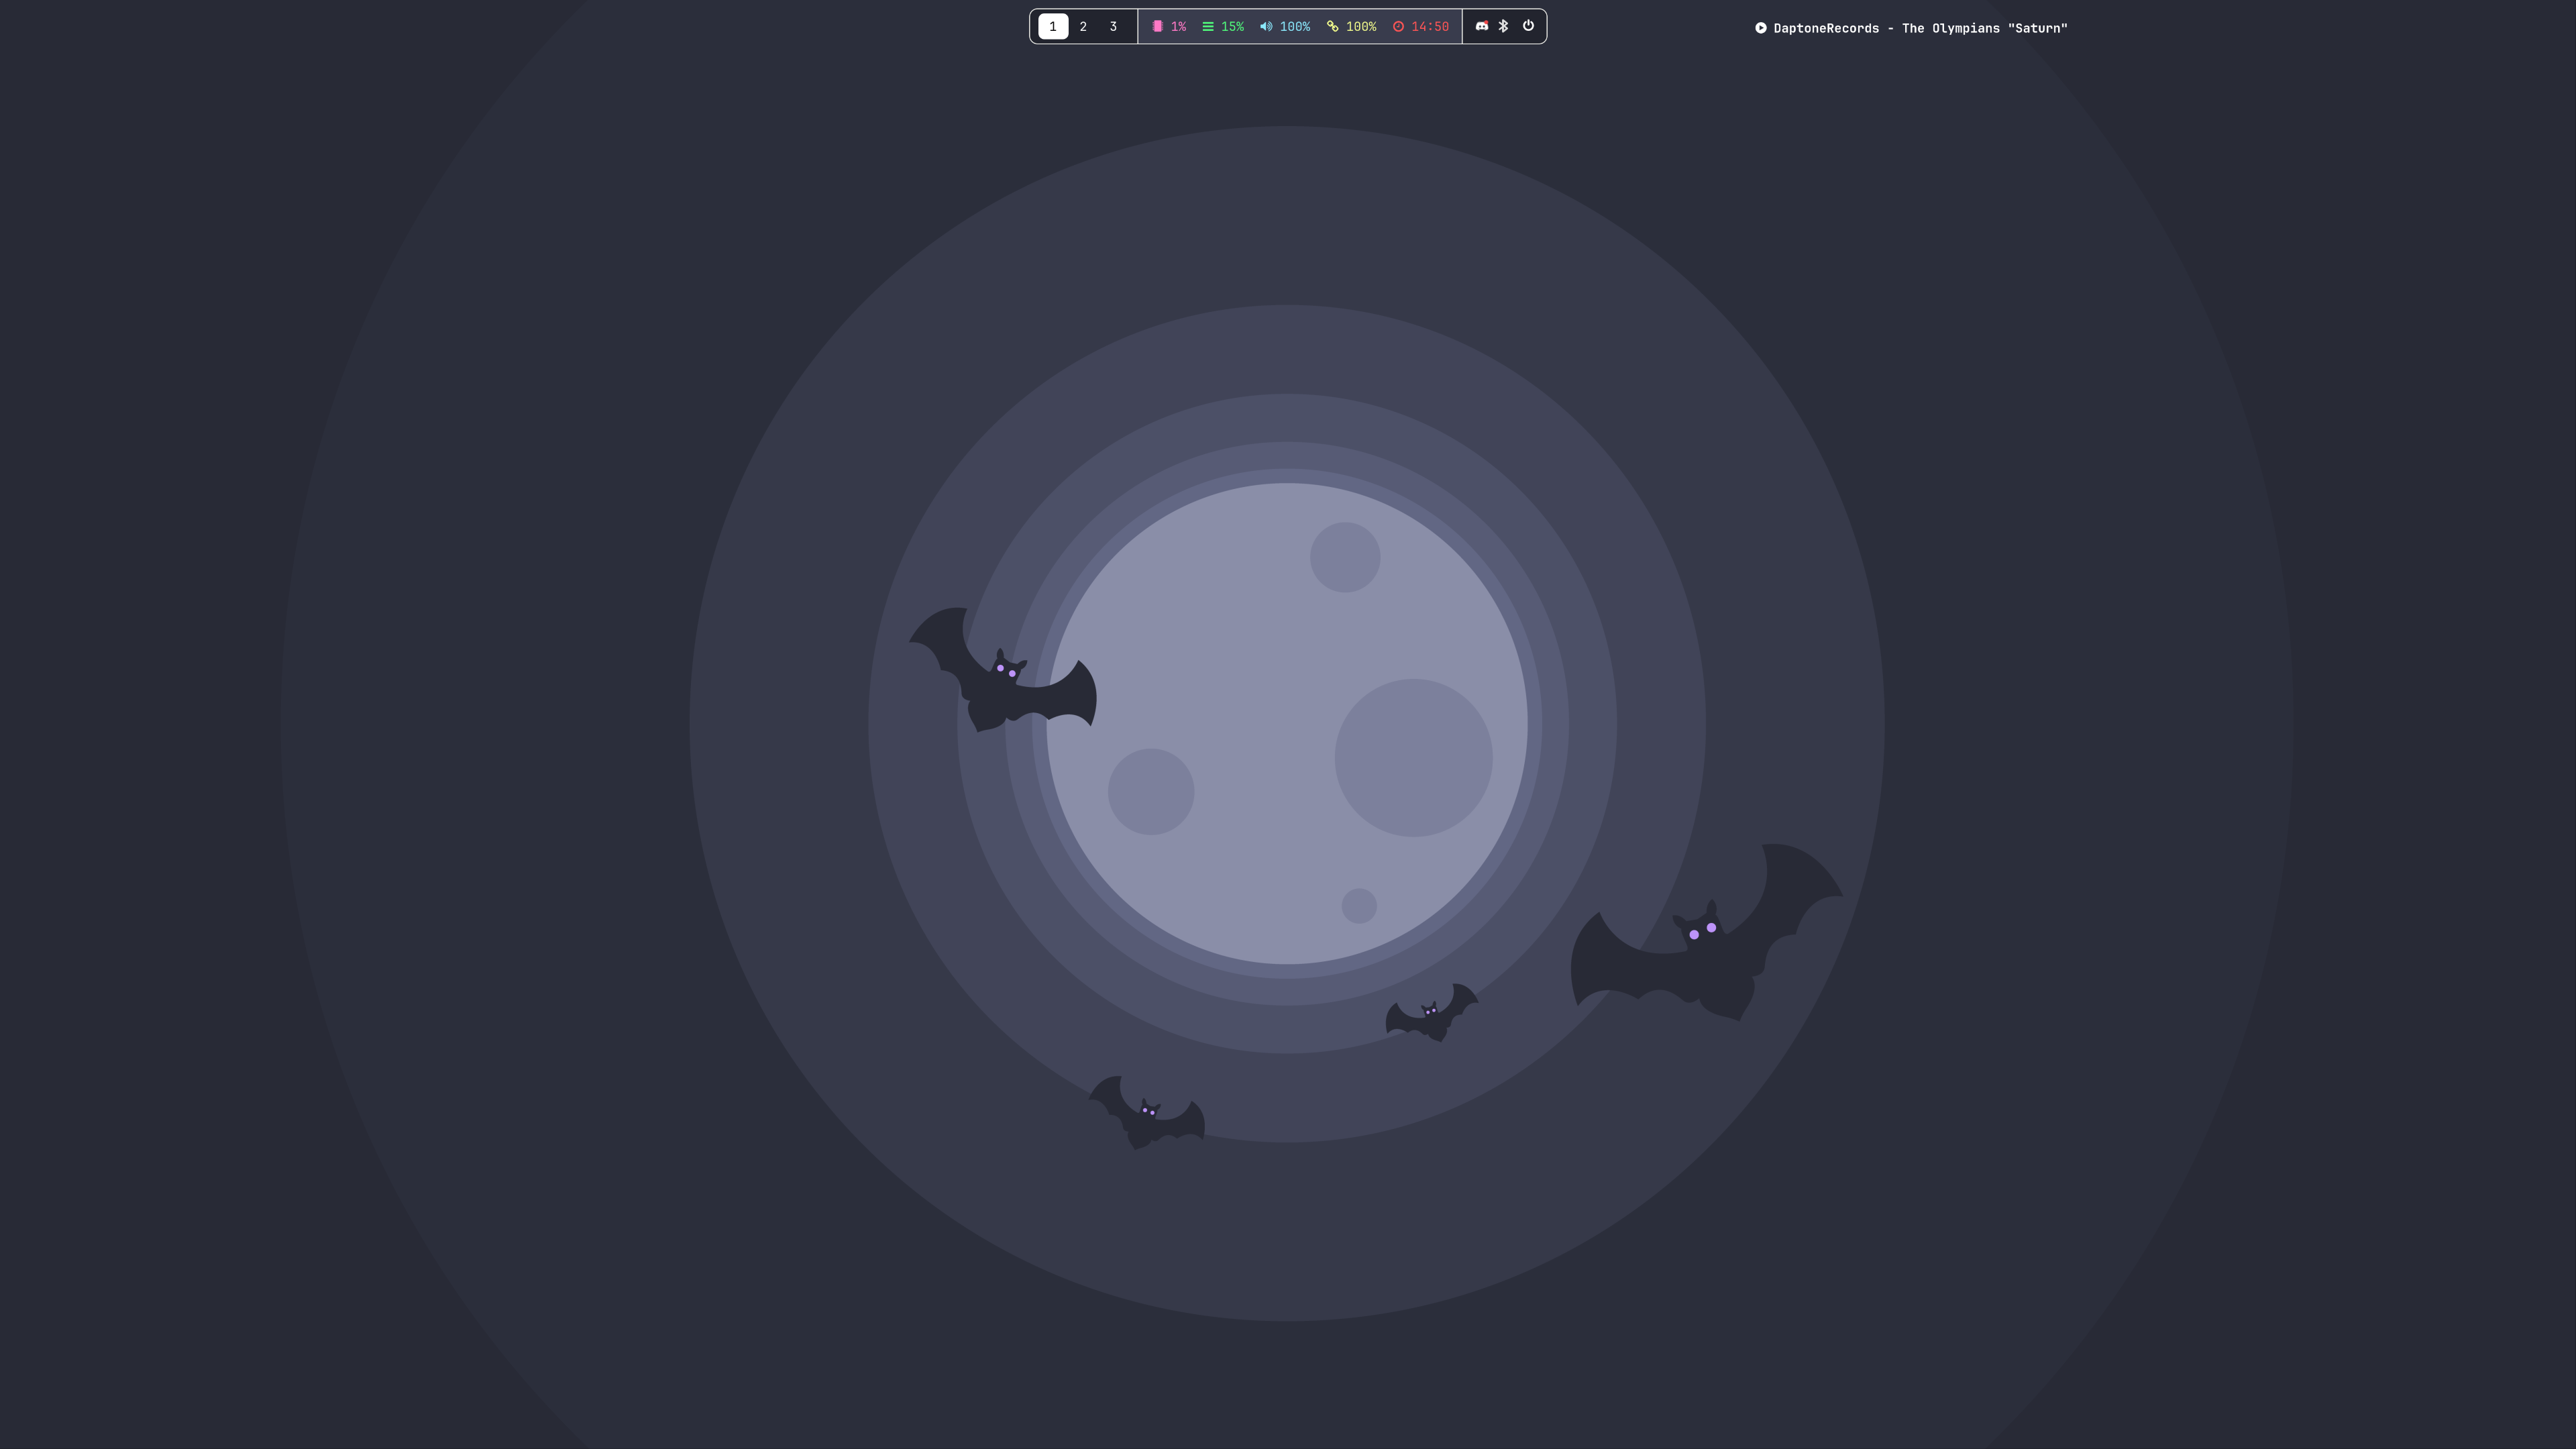 1 2 3 1% 15% 100% 100% 14:50
DaptoneRecords - The Olympians "Saturn"